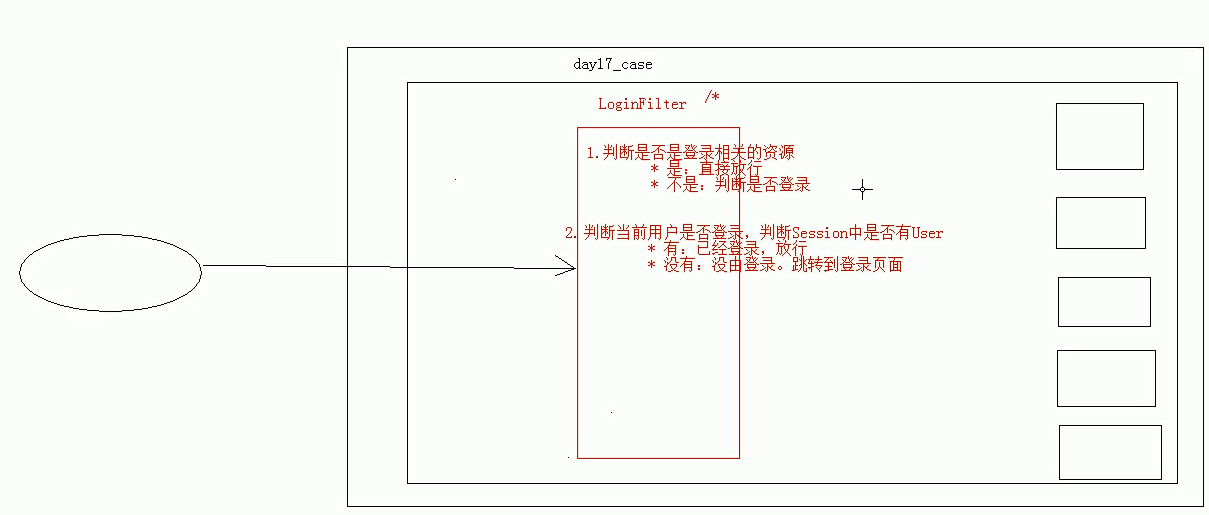 day17_case
LoginFilter /*
1.判断是否是登录相关的资源
* 是：直接放行
* 不是：判断是否登录
2.判断当前用户是否登录，判断Session中是否有User
* 有：已经登录，放行
* 没有：没由登录。跳转到登录页面